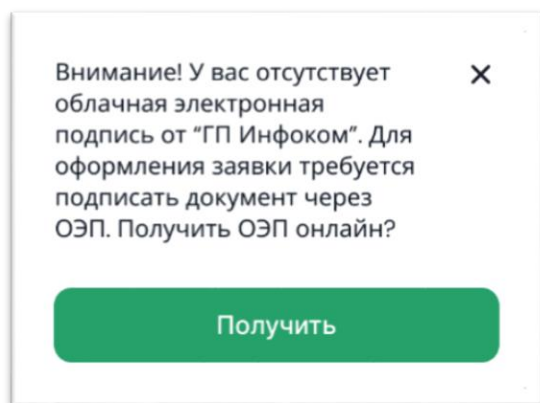 Внимание! У вас отсутствует
облачная электронная
подпись от “ГП Инфоком”. Для
оформления заявки требуется
подписать документ через
ОЭП. Получить ОЭП онлайн?
Получить